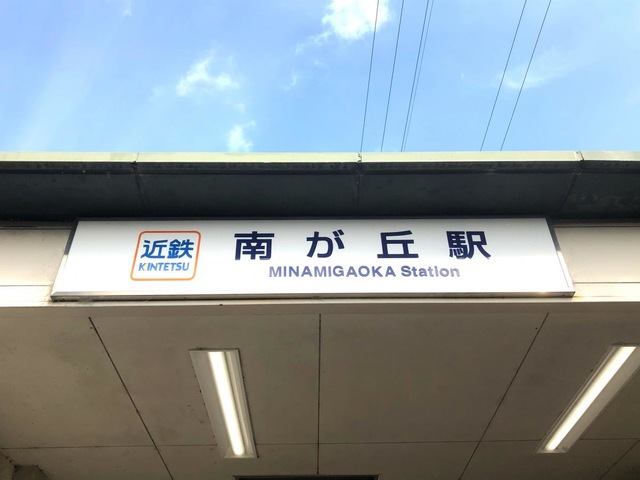 近鉄
KINTETSU
南が丘駅
MINAMIGAOKA Station